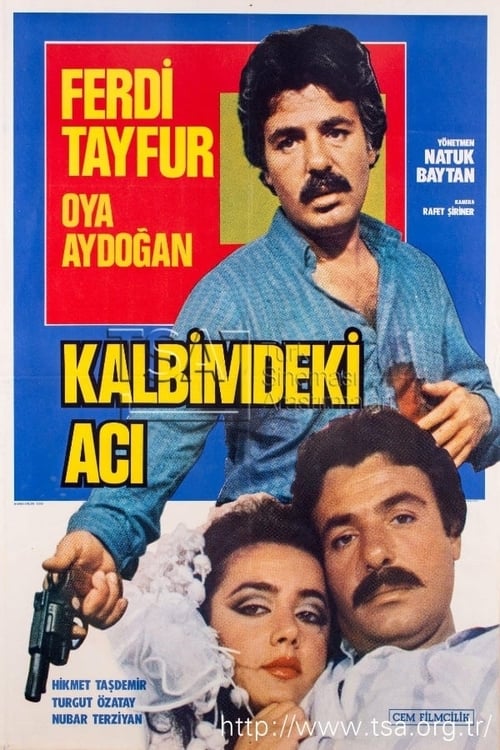 FERDİ
TAYFUR
OYA
AYDOĞAN
YÖNETMEN
NATUK
BAYTAN
KAMERA
RAFET ŞİRİNER
KALBİMDEKİ
ACI
HİKMET TAŞDEMİR
TURGUT ÖZATAY
NUBAR TERZİYAN
CEM FİLMCİLİK
http://www.tsa.org.tr/